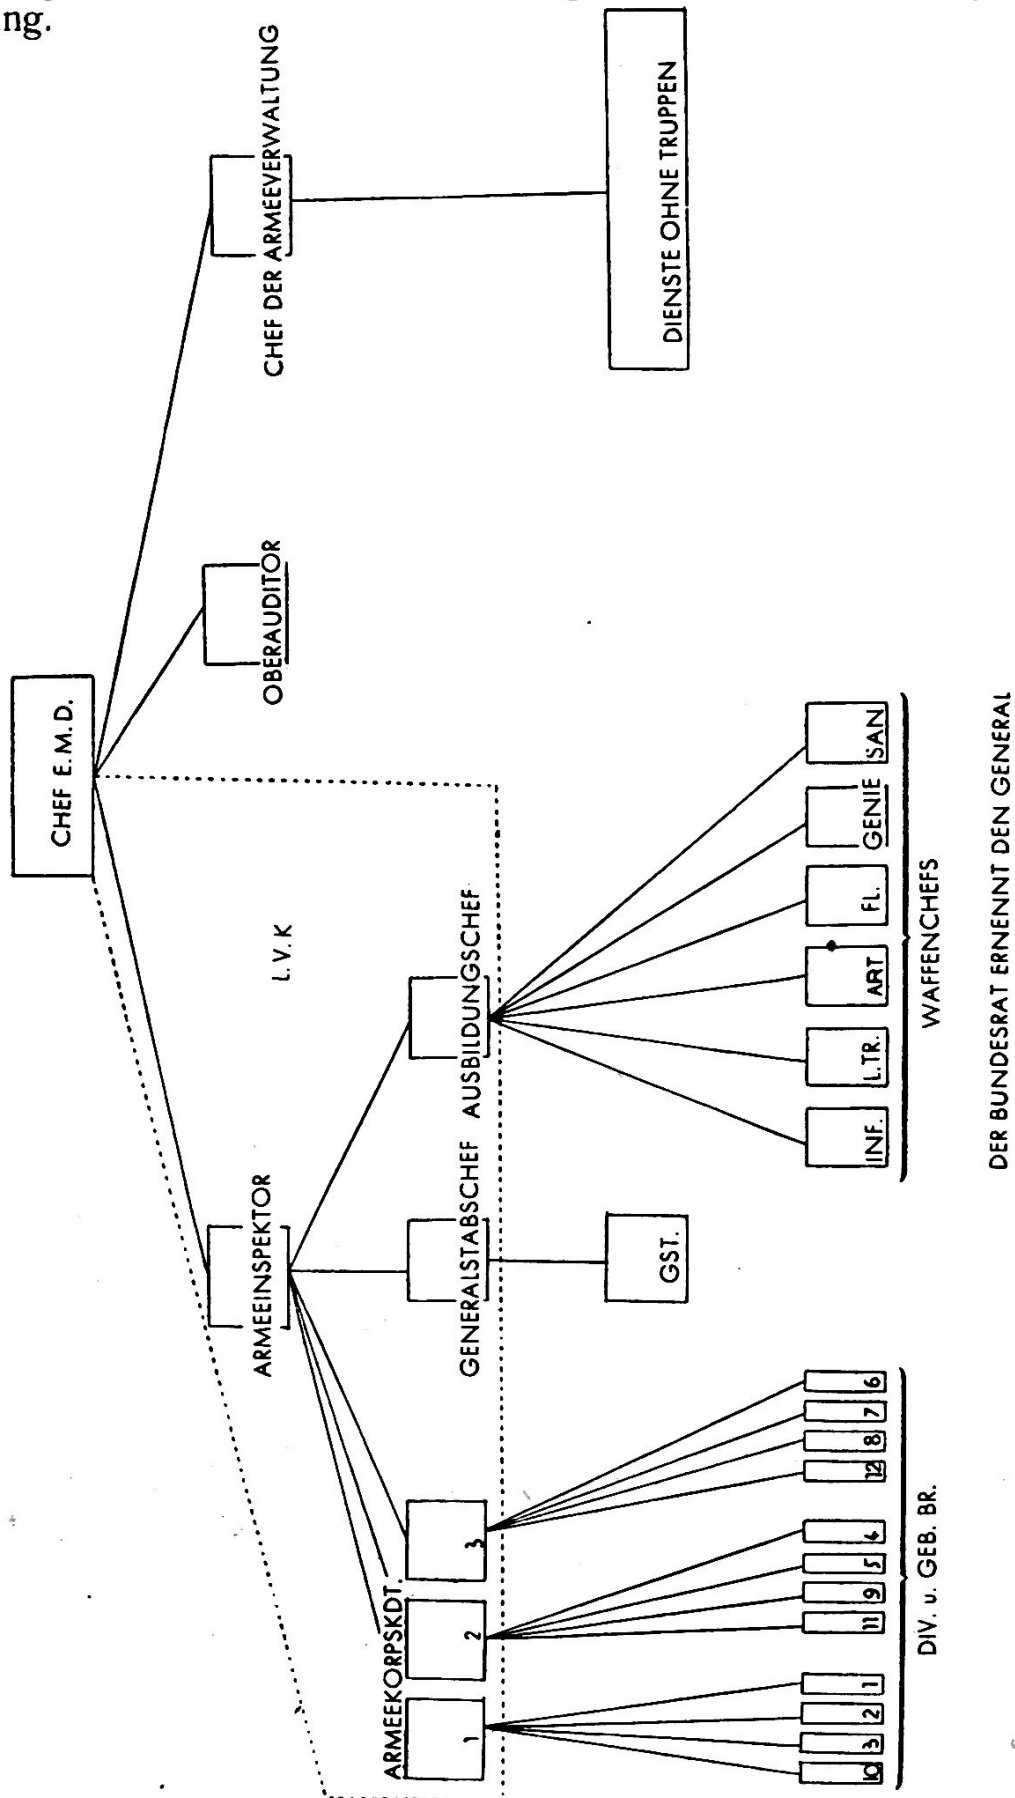 ng.
CHEF E.M.D.
ARMEEINSPEKTOR
L.V.K
OBERAUDITOR
CHEF DER ARMEEVERWALTUNG
ARMEEKORPSKDT.
1
2
3
GENERALSTABSCHEF
AUSBILDUNGSCHEF
GST.
DIENSTE OHNE TRUPPEN
10
3
2
1
11
9
5
4
12
8
7
6
INF.
L.TR.
ART
FL.
GENIE
SAN
DIV. u. GEB. BR.
WAFFENCHEFS
DER BUNDESRAT ERNENNT DEN GENERAL